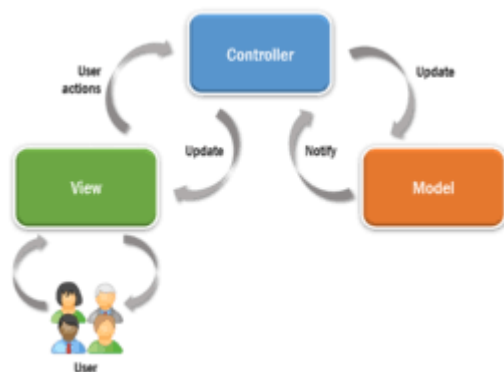 Controller
User
actions
Update
Update
Notify
View
Model
User